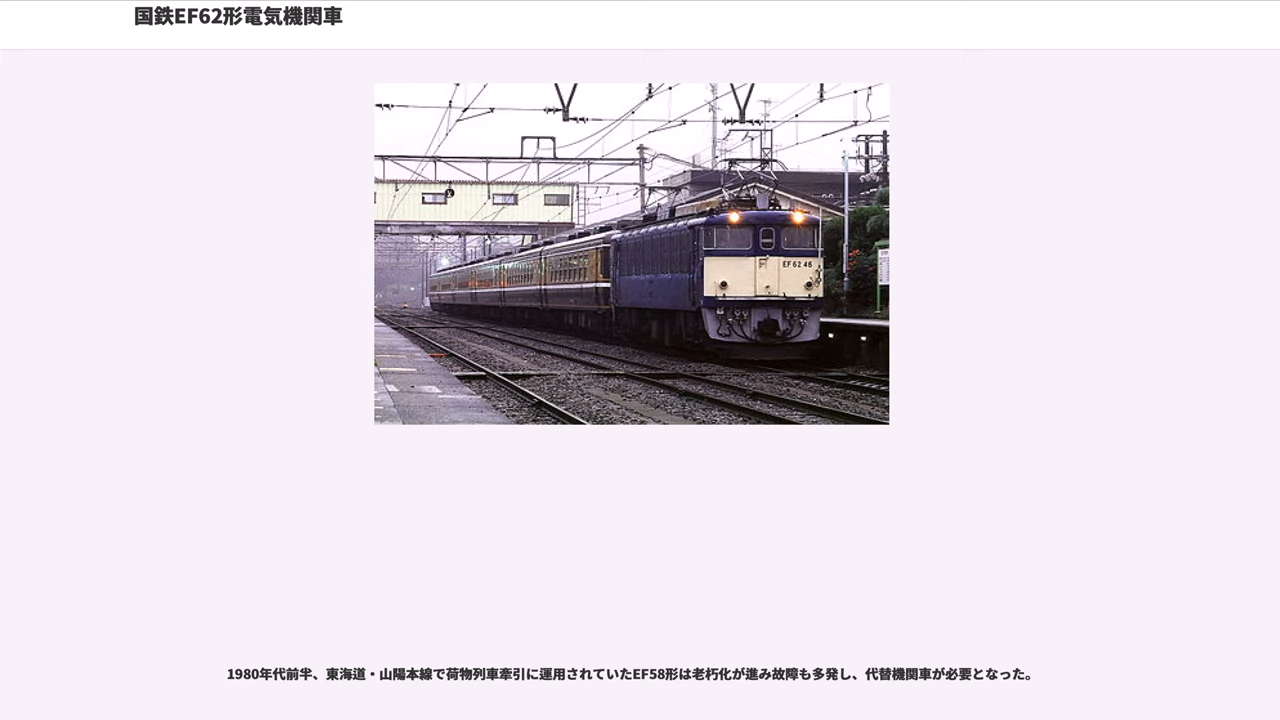 国鉄EF62形電気機関車
EF62 46
1980年代前半、東海道・山陽本線で荷物列車牽引に運用されていたEF58形は老朽化が進み故障も多発し、代替機関車が必要となった。